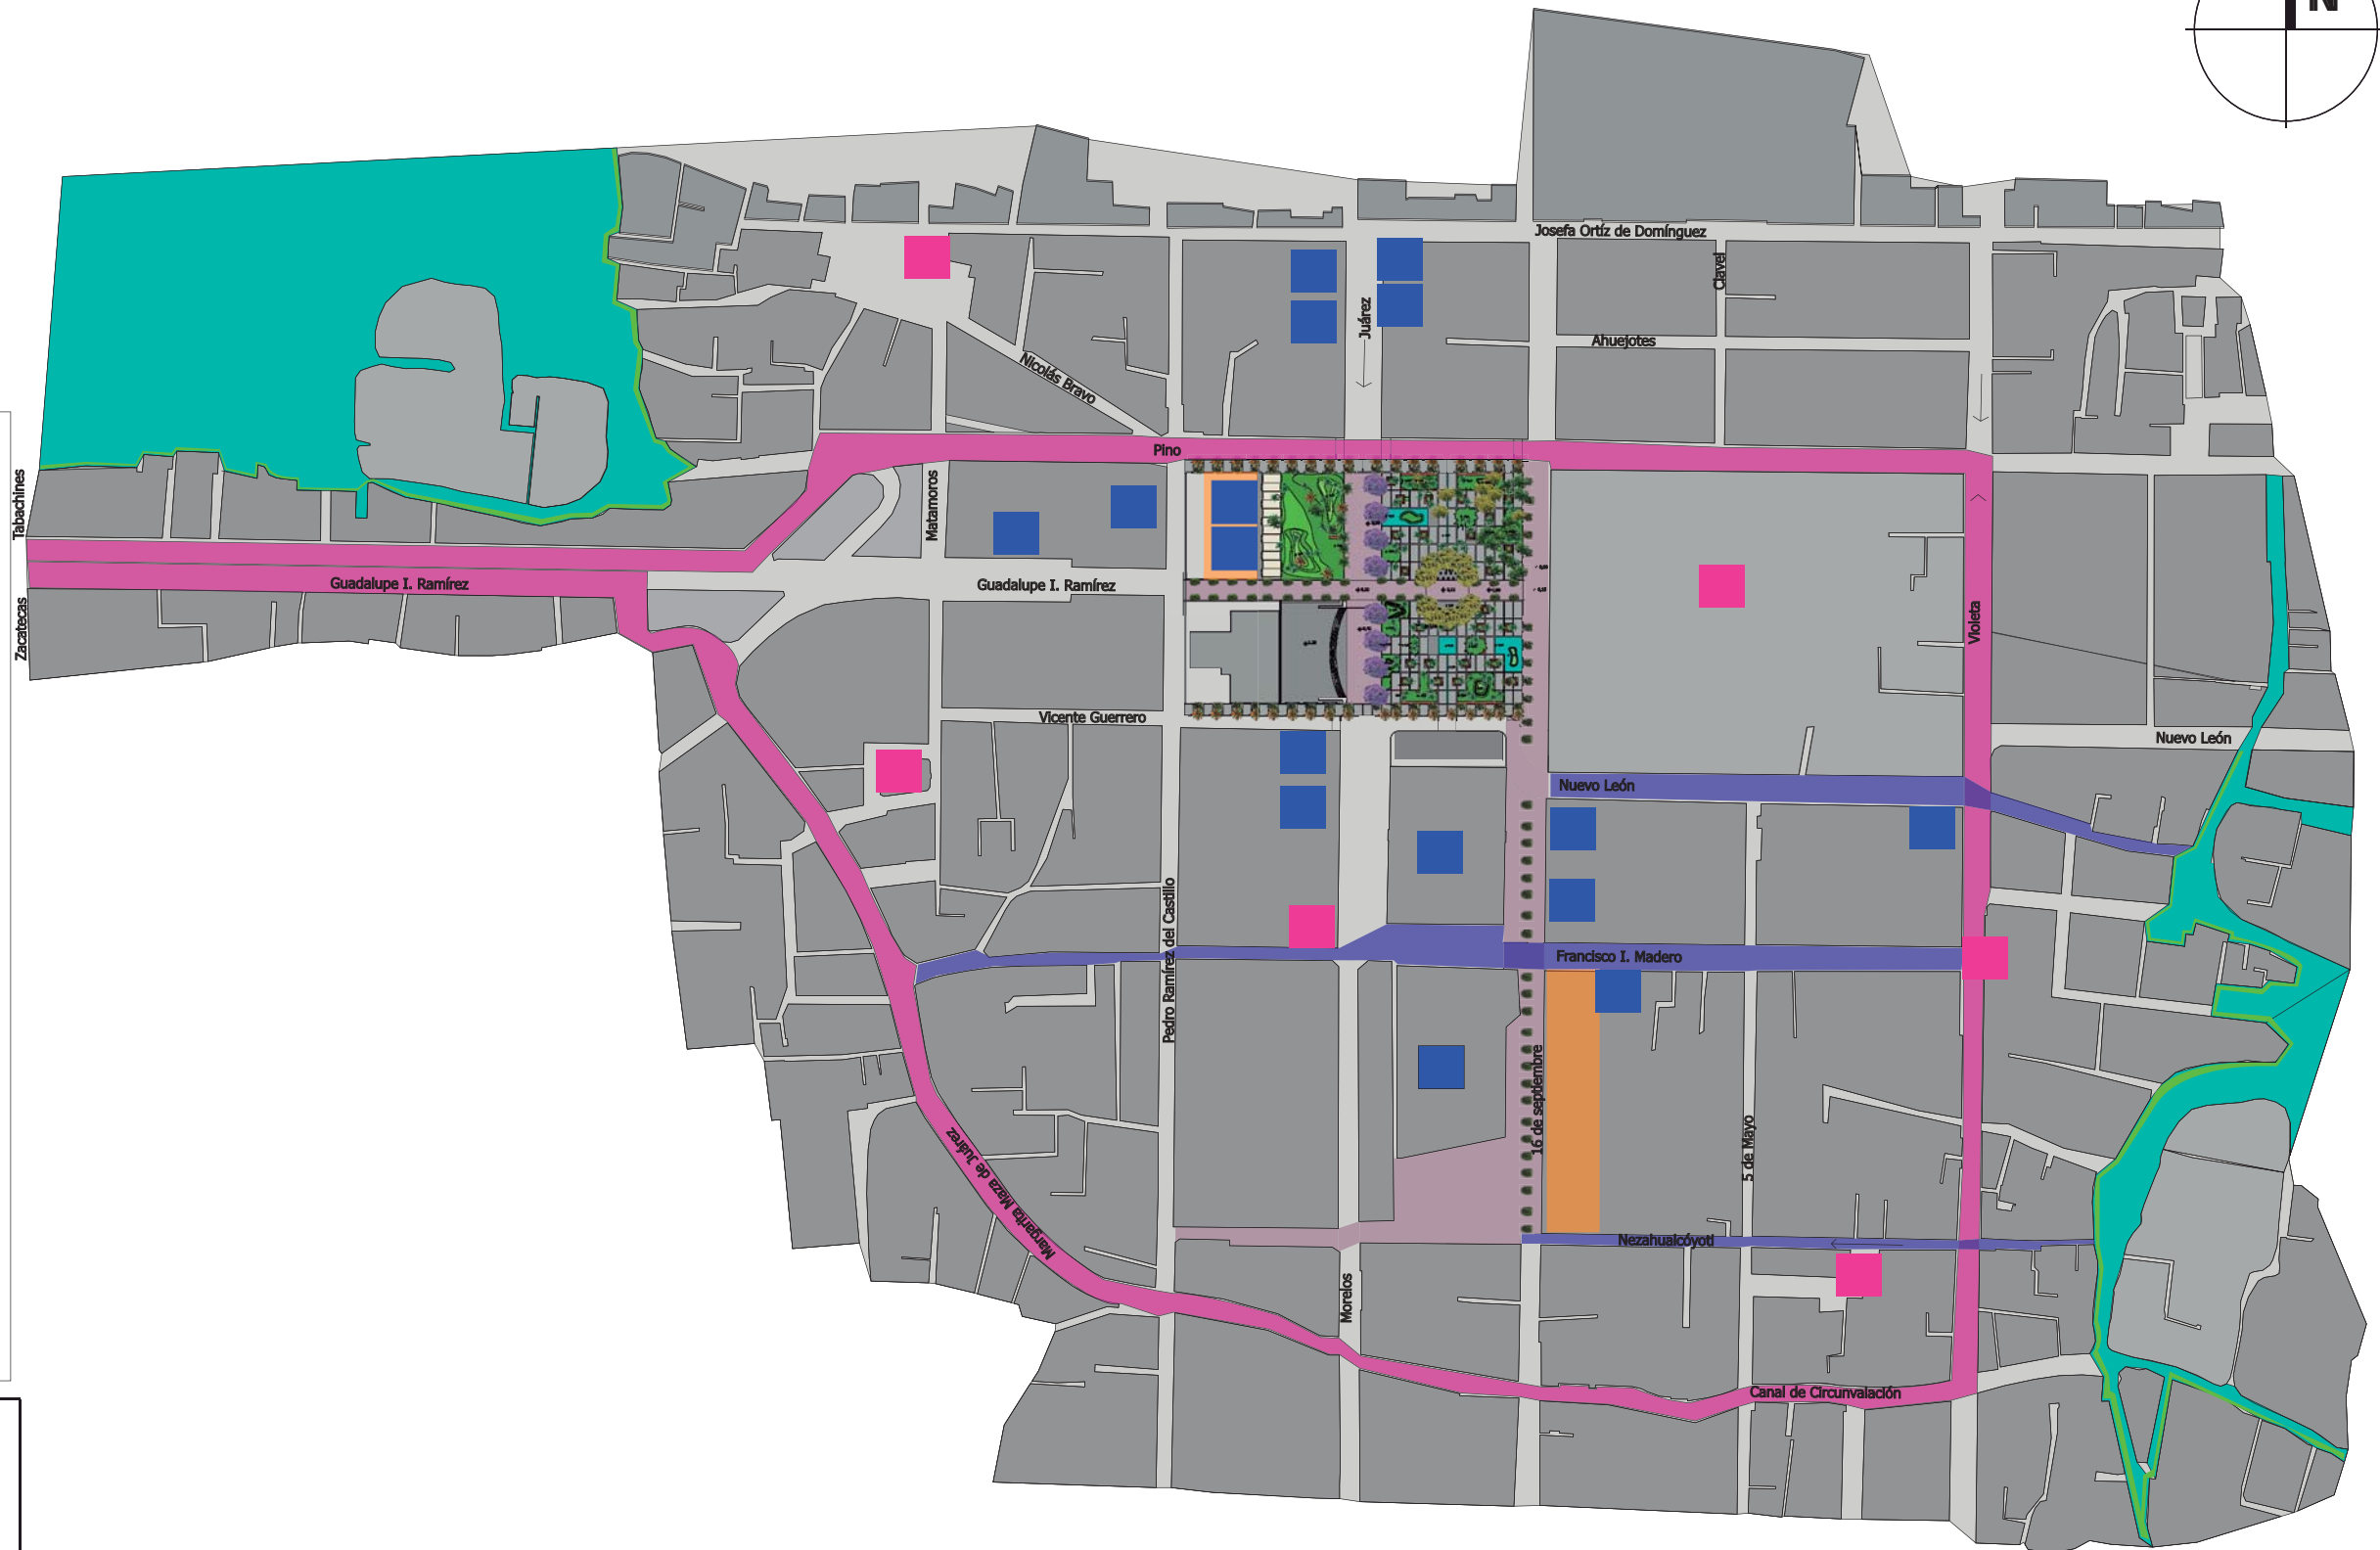 N
Josefa Ortíz de Domínguez
Clavel
Juárez
Ahuejotes
Nicolás Bravo
Pino
Tabachines
Matamoros
Guadalupe I. Ramírez
Guadalupe I. Ramírez
Zacatecas
Violeta
Vicente Guerrero
Nuevo León
Nuevo León
Pedro Ramírez del Castillo
Francisco I. Madero
16 de septiembre
5 de Mayo
Margarita Maza de Juárez
Nezahualcóyotl
Morelos
Canal de Circunvalación